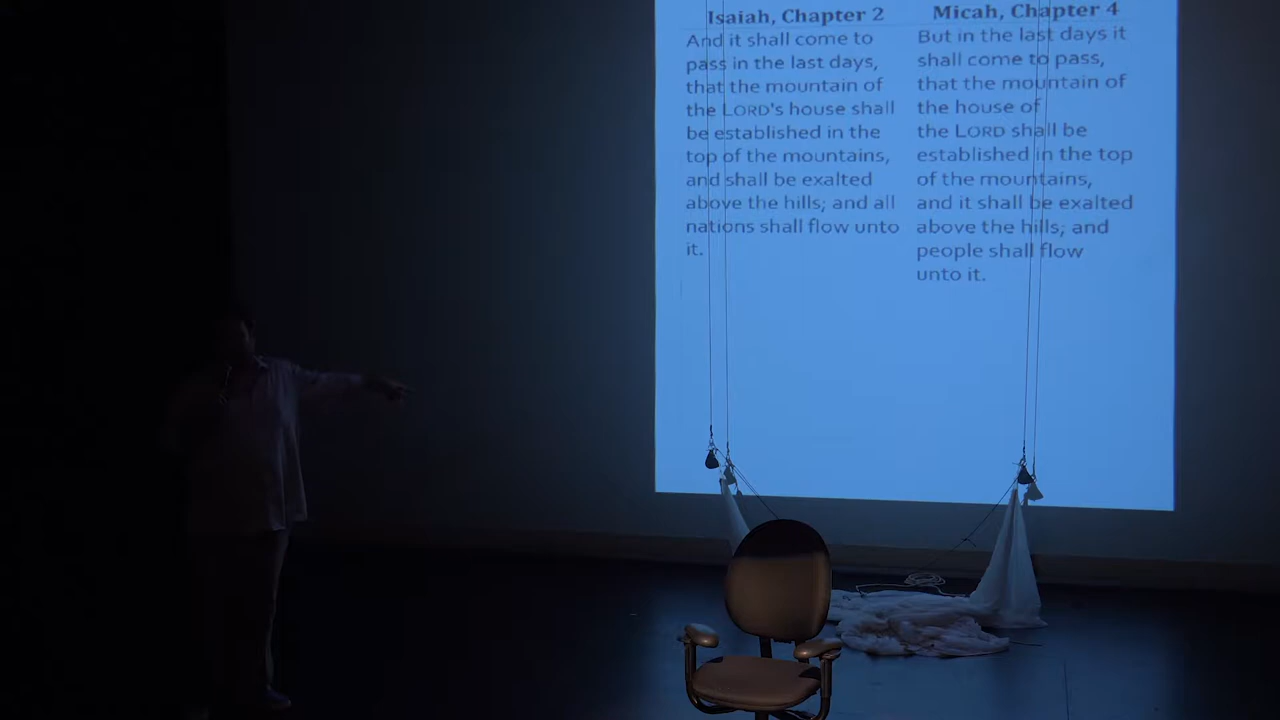 Isaiah, Chapter 2
And it shall come to
pass in the last days,
that the mountain of
the LORD's house shall
be established in the
top of the mountains,
and shall be exalted
above the hills; and all
nations shall flow unto
it.
Micah, Chapter 4
But in the last days it
shall come to pass,
that the mountain of
the house of
the LORD shall be
established in the top
of the mountains,
and it shall be exalted
above the hills; and
people shall flow
unto it.